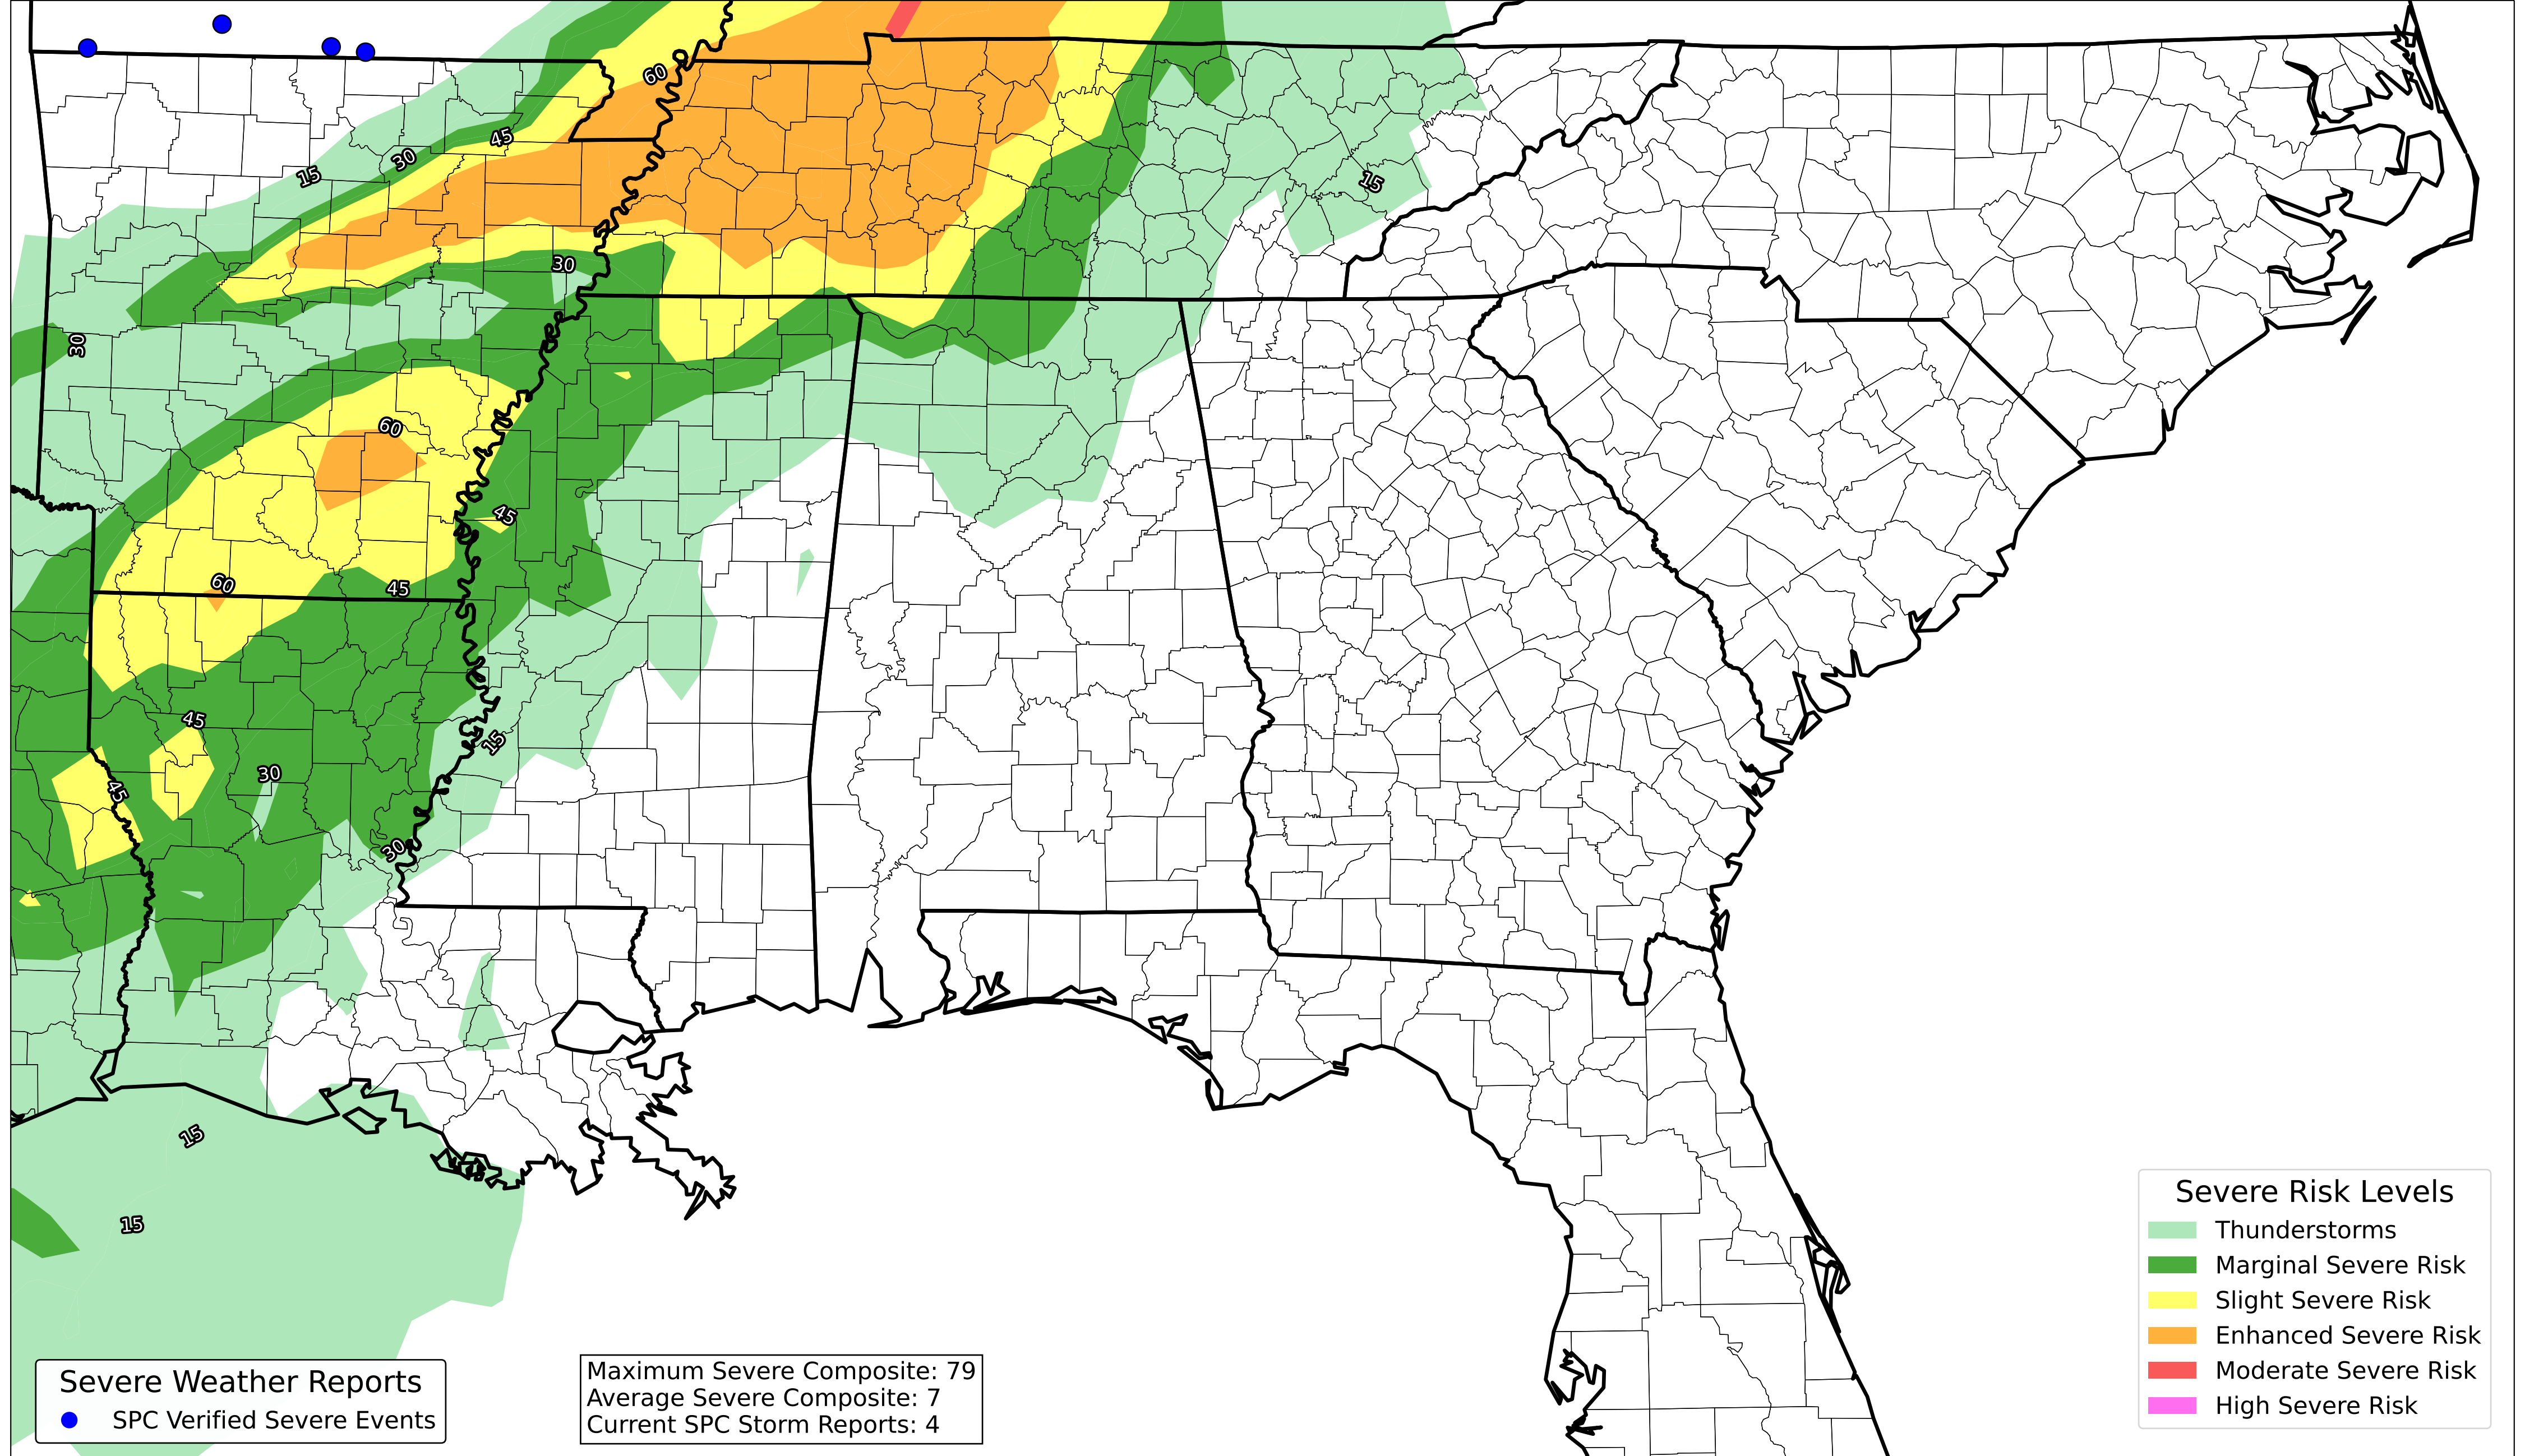 60
45
30
15
15
30
30
60
45
60
45
45
15
45
30
30
15
15
Severe Risk Levels
Thunderstorms
Marginal Severe Risk
Slight Severe Risk
Enhanced Severe Risk
Moderate Severe Risk
High Severe Risk
Severe Weather Reports
SPC Verified Severe Events
Maximum Severe Composite: 79
Average Severe Composite: 7
Current SPC Storm Reports: 4